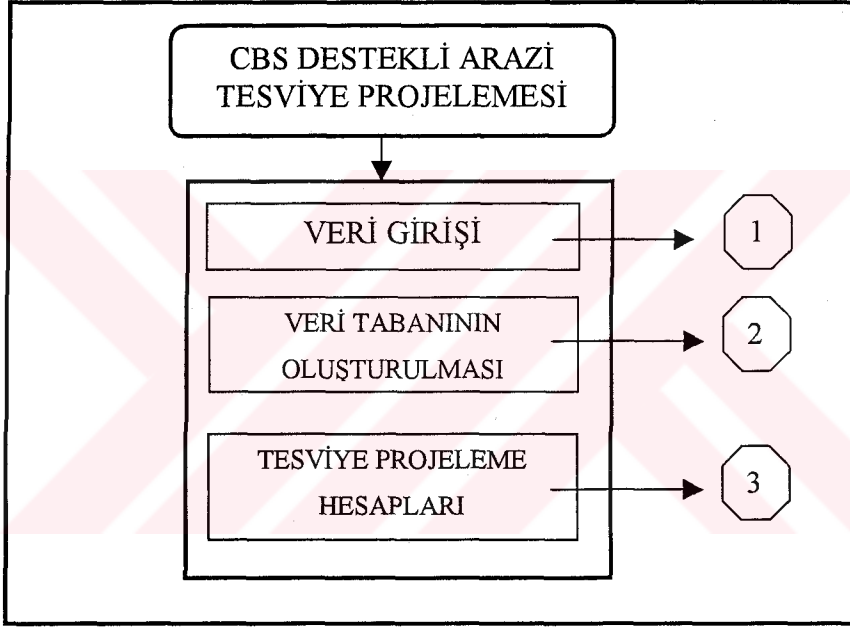 CBS DESTEKLİ ARAZİ
TESVİYE PROJELEMESİ
VERİ GİRİŞİ
1
VERİ TABANININ
OLUŞTURULMASI
2
TESVİYE PROJELEME
HESAPLARI
3